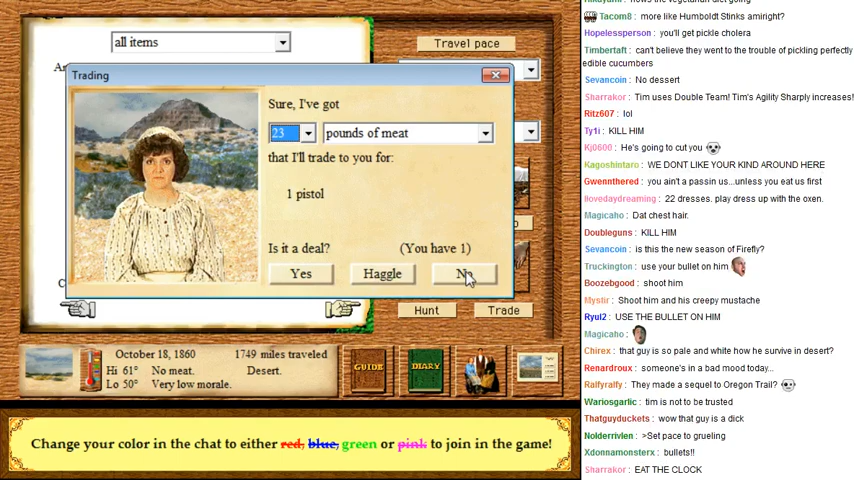 all items
Travel pace
Trading
Sure, I've got
23
pounds of meat
that I'll trade to you for:
1 pistol
Is it a deal?
(You have 1)
Yes
Haggle
No
Hunt
Trade
October 18, 1860
1749 miles traveled
Hi 61°
No meat.
Desert.
Lo 50°
Very low morale.
GUIDE
DIARY
Change your color in the chat to either red, blue, green or pink to join in the game!
Tacom8 : more like Humboldt Stinks amiright?
Hopelessperson : you'll get pickle cholera
Timbertaft : can't believe they went to the trouble of pickling perfectly
edible cucumbers
Sevancoin : No dessert
Sharrakor : Tim uses Double Team! Tim's Agility Sharply increases!
Ritz607 : lol
Ty1i : KILL HIM
Kj0600 : He's going to cut you
Kagoshintaro : WE DONT LIKE YOUR KIND AROUND HERE
Gwennthered : you ain't a passin us...unless you eat us first
Ilovedaydreaming : 22 dresses. play dress up with the oxen.
Magicaho : Dat chest hair.
Doubleguns : KILL HIM
Sevancoin : is this the new season of Firefly?
Truckington : use your bullet on him
Boozebgood : shoot him
Mystir : Shoot him and his creepy mustache
Ryul2 : USE THE BULLET ON HIM
Magicaho :
Chirex : that guy is so pale and white how he survive in desert?
Renardroux : someone's in a bad mood today...
Ralfyralfy : They made a sequel to Oregon Trail?
Wariosgarlic : tim is not to be trusted
Thatguyduckets : wow that guy is a dick
Nolderrivlen : >Set pace to grueling
Xdonnamonsterx : bullets!!
Sharrakor : EAT THE CLOCK